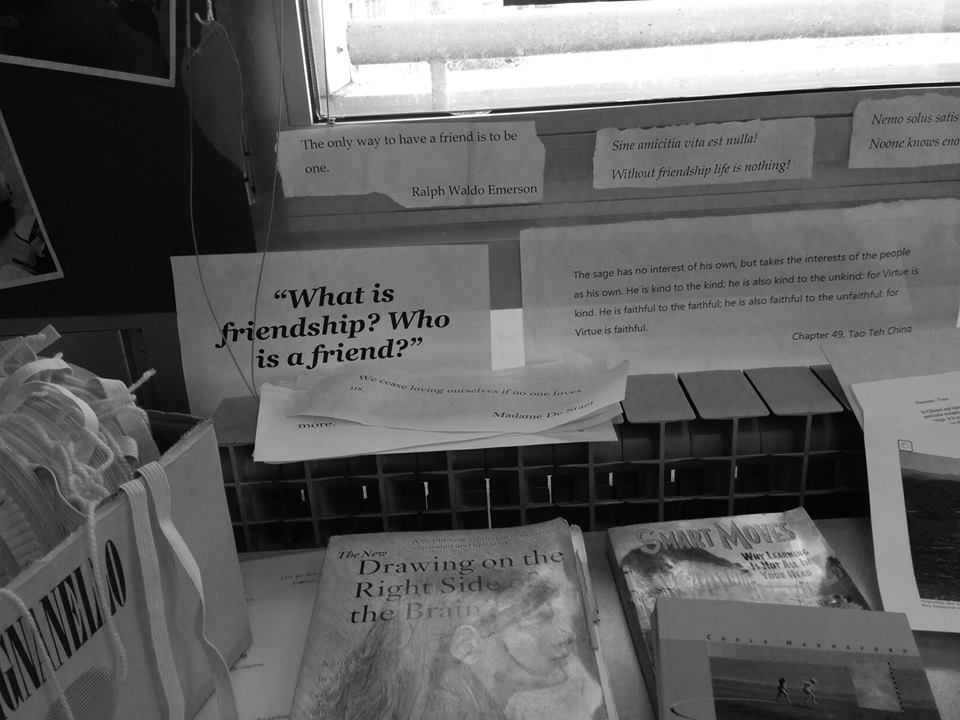 The only way to have a friend is to be
one.
Ralph Waldo Emerson
Sine amicitia vita est nulla!
Without friendship life is nothing!
Nemo solus satis
Noone knows
“What is
friendship? Who
is a friend?”
The sage has no interest of his own, but takes the interests of the people
as his own. He is kind to the kind; he is also kind to the unkind: for Virtue is
kind. He is faithful to the faithful; he is also faithful to the unfaithful: for
Virtue is faithful.
Chapter 49, Tao Teh Ching
We cease loving ourselves if no one loves
us.
Madame De Stael
more.
GNANELLO
The New
Drawing on the
Right Side of
the Brain
SMART MOVES
WHY LEARNING
IS NOT ALL IN
YOUR HEAD
CARLA HANNAFORD